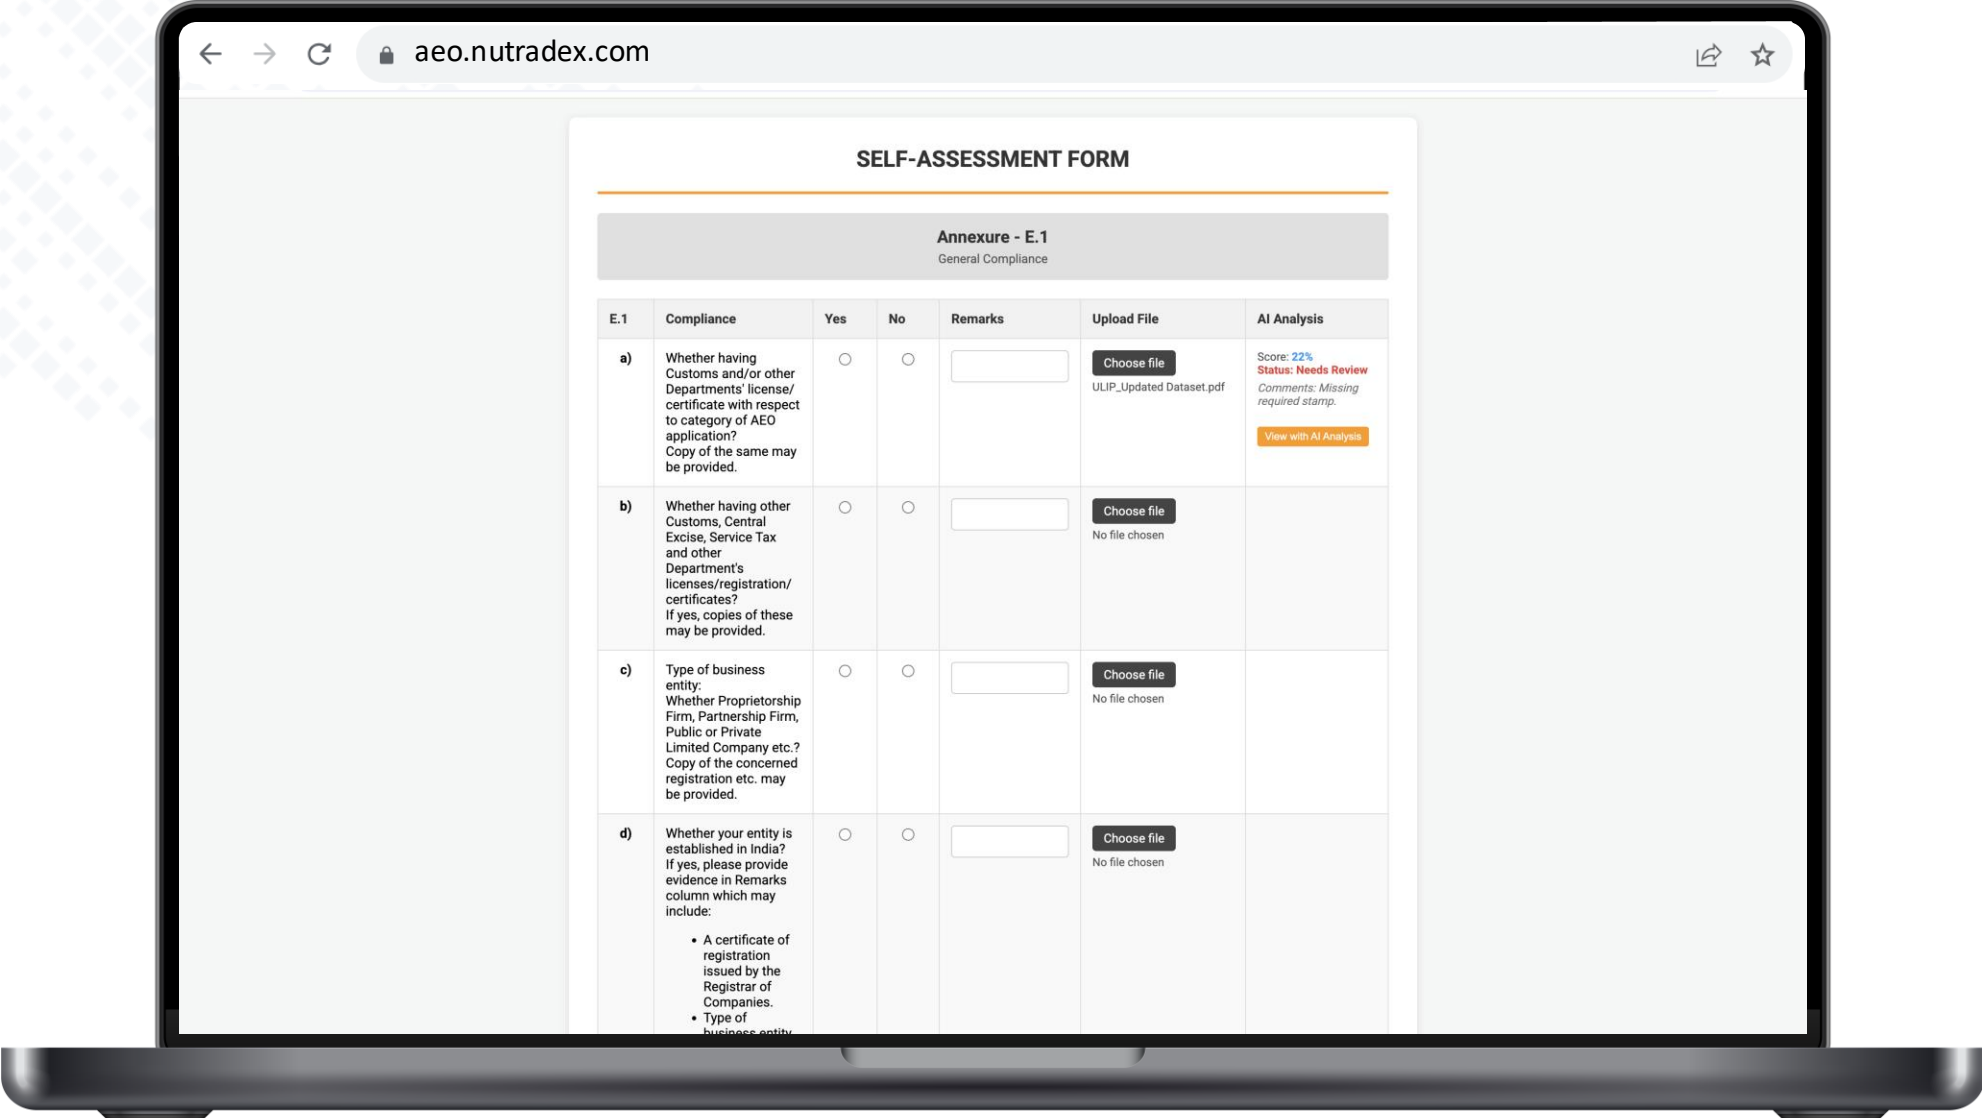 aeo.nutradex.com
SELF-ASSESSMENT FORM
Annexure - E.1
General Compliance
E.1 Compliance Yes No Remarks Upload File AI Analysis
a)
Whether having
Customs and/or other
Departments' license/
certificate with respect
to category of AEO
application?
Copy of the same may
be provided.
Choose file
ULIP_Updated Dataset.pdf
Score: 22%
Status: Needs Review
Comments: Missing
required stamp.
View with AI Analysis
b)
Whether having other
Customs, Central
Excise, Service Tax
and other
Department's
licenses/registration/
certificates?
If yes, copies of these
may be provided.
Choose file
No file chosen
c)
Type of business
entity:
Whether Proprietorship
Firm, Partnership Firm,
Public or Private
Limited Company etc.?
Copy of the concerned
registration etc. may
be provided.
Choose file
No file chosen
d)
Whether your entity is
established in India?
If yes, please provide
evidence in Remarks
column which may
include:
• A certificate of
registration
issued by the
Registrar of
Companies.
• Type of
business entity
Choose file
No file chosen